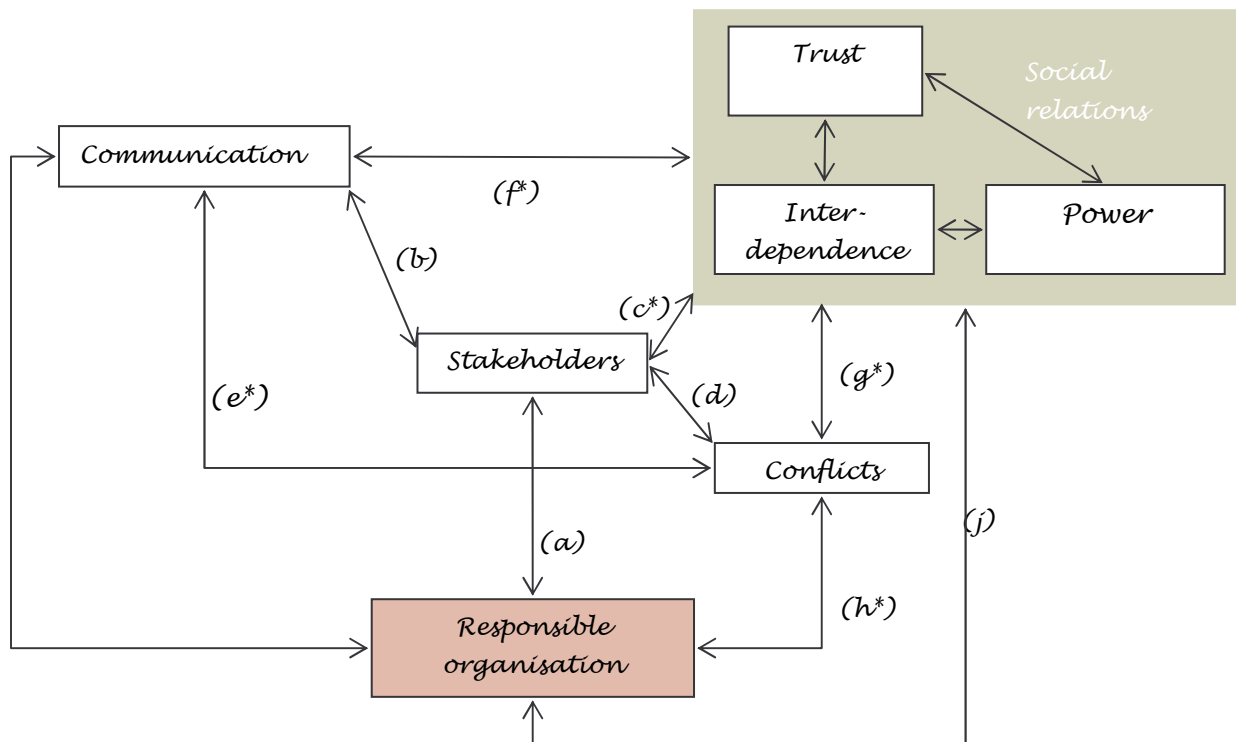 Trust
Social
relations
Communication
(f*)
Inter-
dependence
Power
(b)
(c*)
Stakeholders
(g*)
(e*)
(d)
Conflicts
(j)
(a)
(h*)
Responsible
organisation